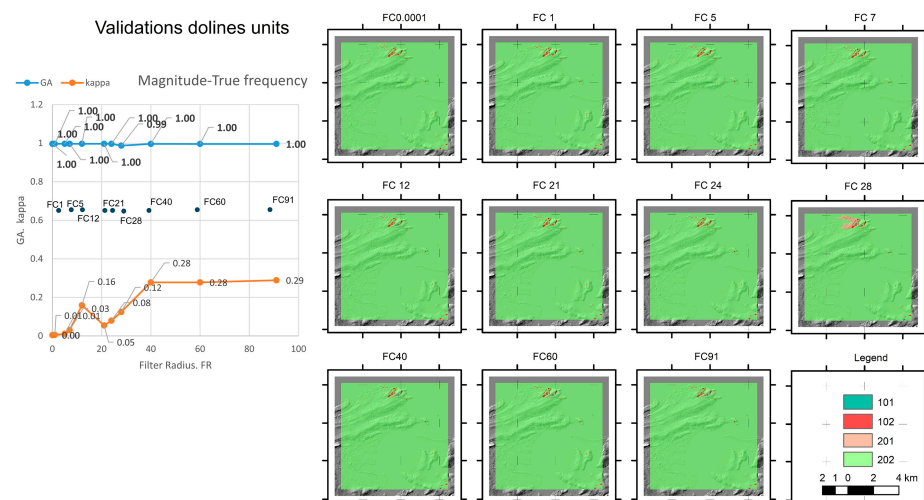 Validations dolines units
GA kappa Magnitude-True frequency
1.2
1
0.8
0.6
0.4
0.2
0
GA. kappa
1.00 1.00 1.00 1.00
1.00 1.00 0.99 1.00
1.00 1.00 1.00
1.00
FC1 FC5 FC12 FC21 FC28 FC40 FC60 FC91
0.28
0.16
0.12 0.28 0.29
0.010.01 0.03 0.08
0.00 0.05
0 20 40 60 80 100
Filter Radius. FR
FC0.0001 FC 1 FC 5 FC 7
FC 12 FC 21 FC 24 FC 28
FC40 FC60 FC91 Legend
101
102
201
202
2 1 0 2 4 km